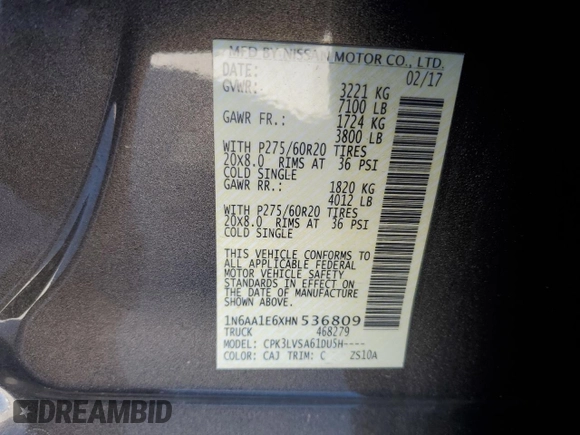 MFD BY NISSAN MOTOR CO., LTD.
DATE: 02/17
GVWR: 3221 KG
7100 LB
GAWR FR.: 1724 KG
3800 LB
WITH P275/60R20 TIRES
20X8.0 RIMS AT 36 PSI
COLD SINGLE
GAWR RR.: 1820 KG
4012 LB
WITH P275/60R20 TIRES
20X8.0 RIMS AT 36 PSI
COLD SINGLE
THIS VEHICLE CONFORMS TO
ALL APPLICABLE FEDERAL
MOTOR VEHICLE SAFETY
STANDARDS IN EFFECT ON
THE DATE OF MANUFACTURE
SHOWN ABOVE.
1N6AA1E6XHN536809
TRUCK 468279
MODEL: CPK3LVSA61DU5H----
COLOR: CAJ TRIM: C ZS10A
DREAMBID